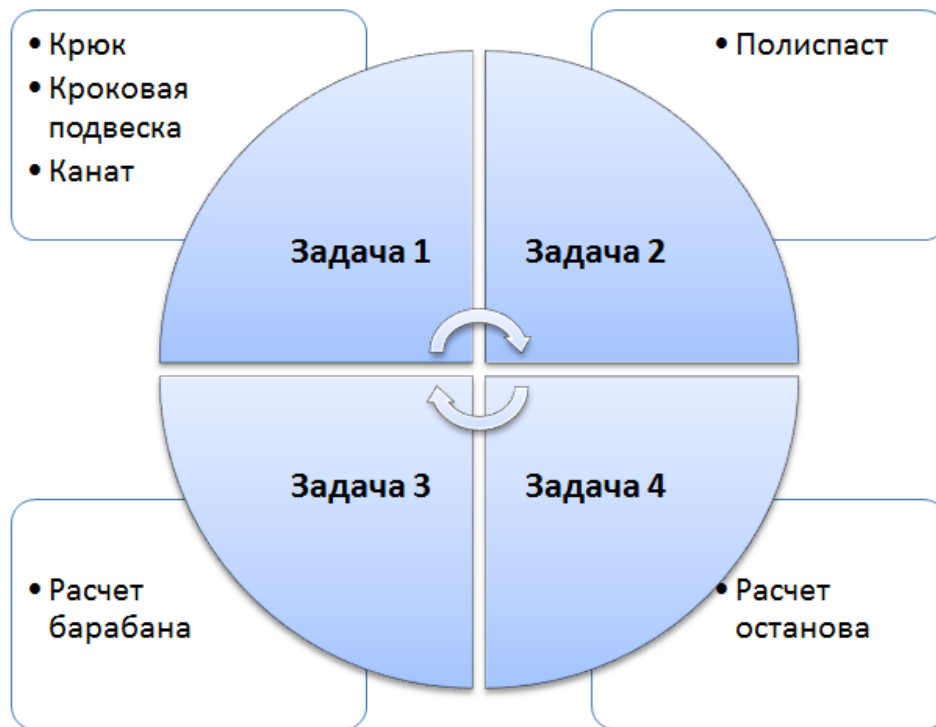 • Крюк
• Кроковая
подвеска
• Канат
• Полиспаст
Задача 1
Задача 2
Задача 3
Задача 4
• Расчет
барабана
• Расчет
останова